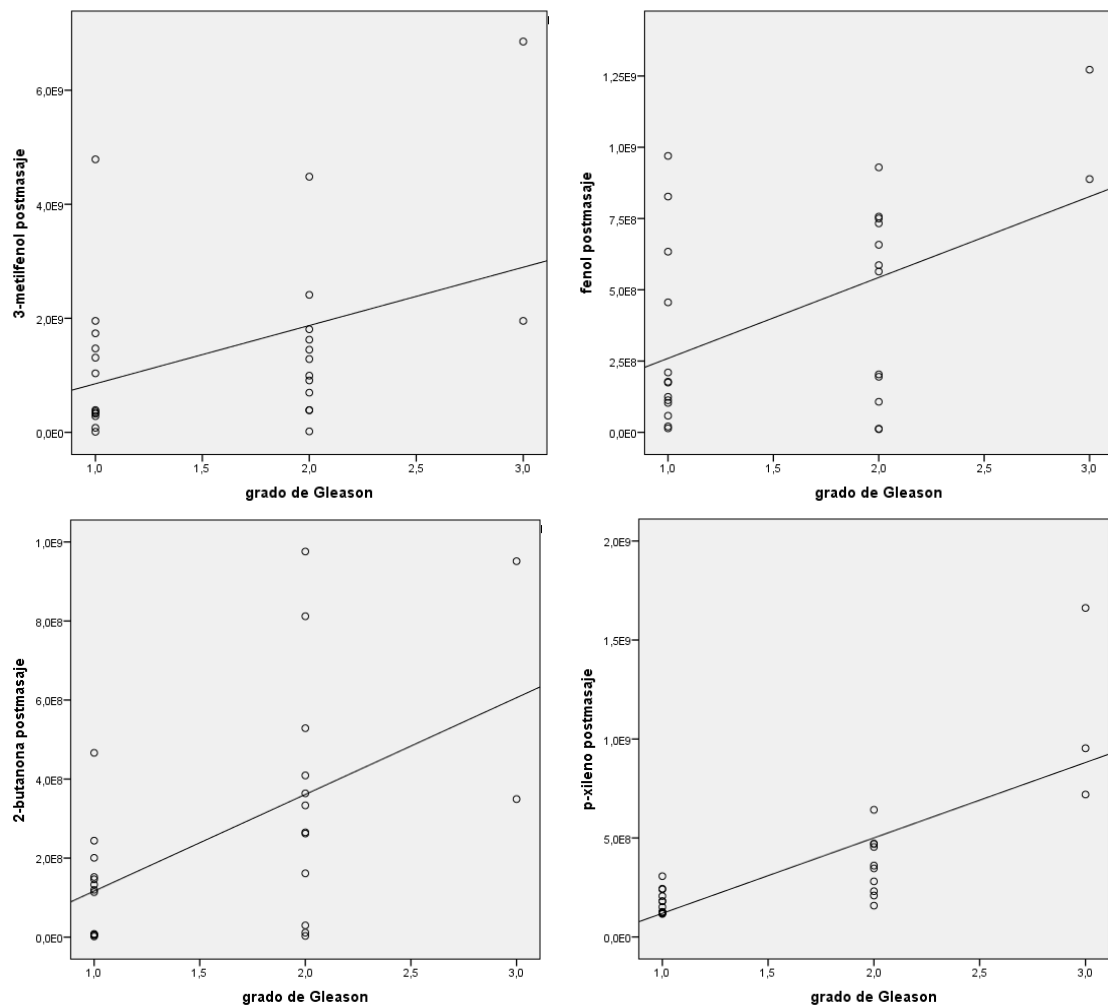 3-metilfenol postmasaje
6,0E9
4,0E9
2,0E9
0,0E0
1,0 1,5 2,0 2,5 3,0
grado de Gleason
fenol postmasaje
1,25E9
1,0E9
7,5E8
5,0E8
2,5E8
0,0E0
1,0 1,5 2,0 2,5 3,0
grado de Gleason
2-butanona postmasaje
1,0E9
8,0E8
6,0E8
4,0E8
2,0E8
0,0E0
1,0 1,5 2,0 2,5 3,0
grado de Gleason
p-xileno postmasaje
2,0E9
1,5E9
1,0E9
5,0E8
0,0E0
1,0 1,5 2,0 2,5 3,0
grado de Gleason